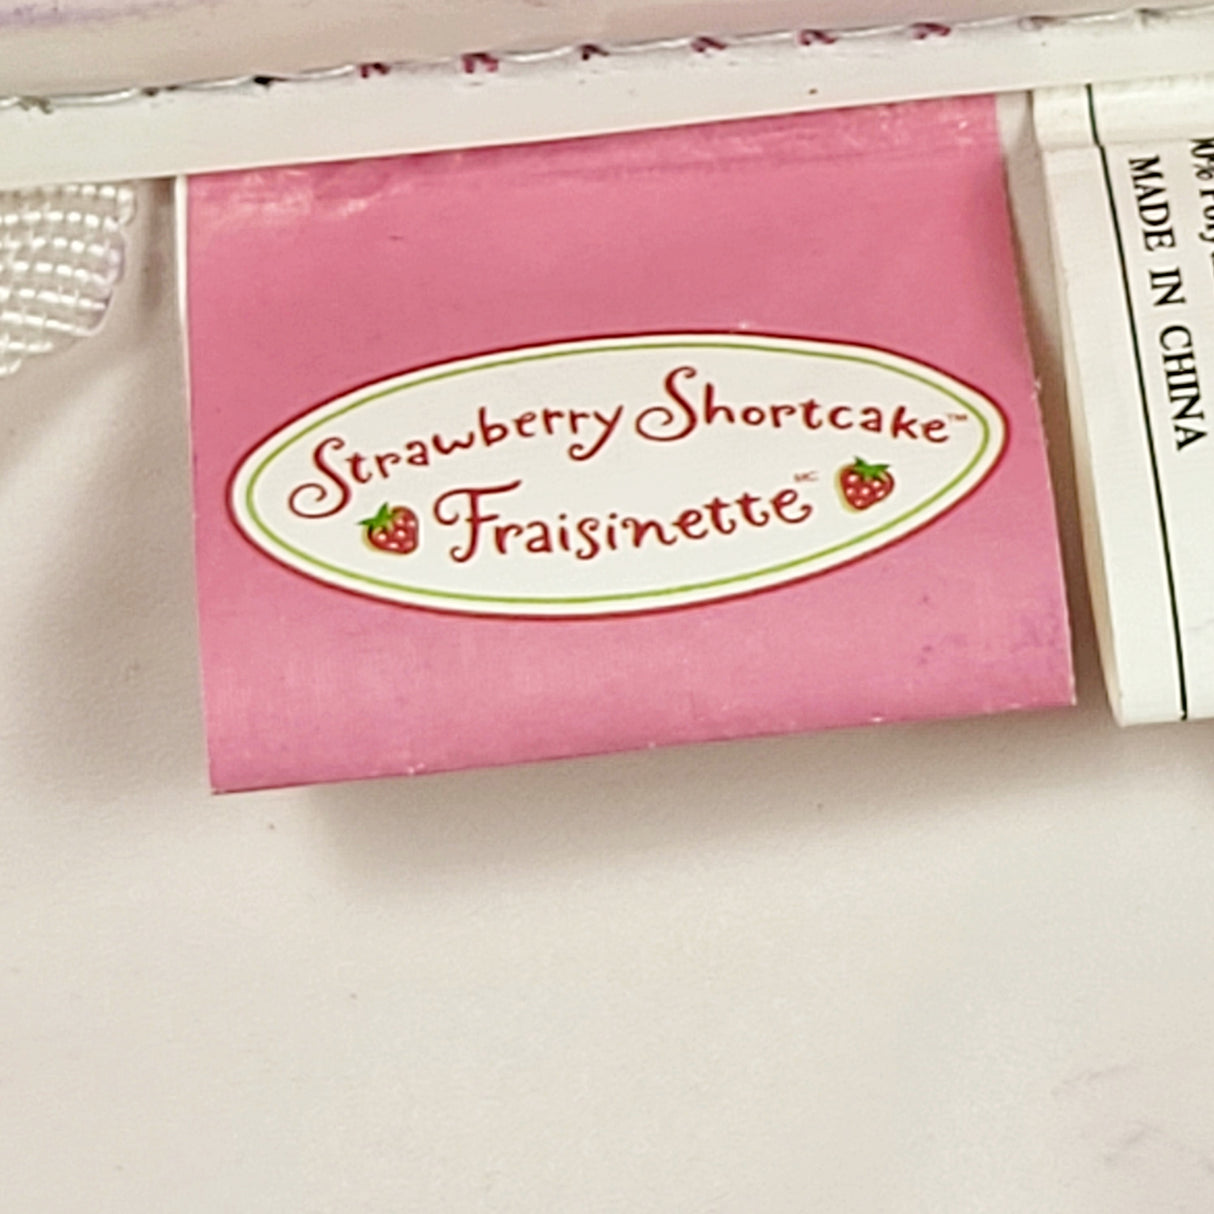 Strawberry Shortcake™
Fraisinette MC
MADE IN CHINA